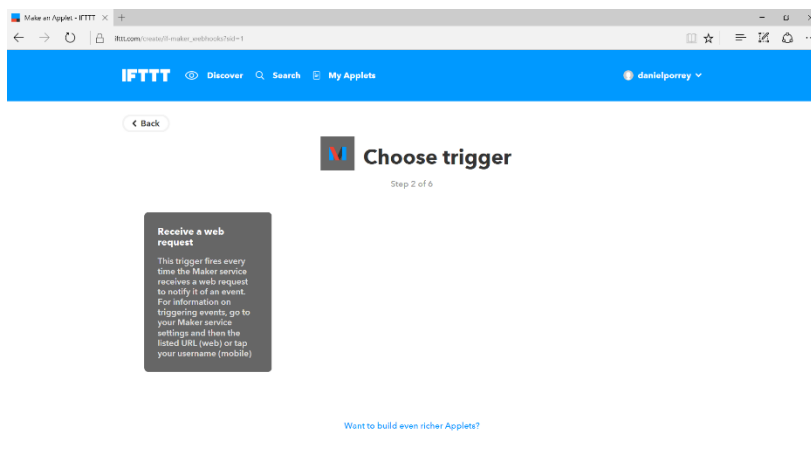 Make an Applet - IFTTT
ifttt.com/create/if-maker_webhooks?sid=1
IFTTT Discover Search My Applets danielporrey
Back
Choose trigger
Step 2 of 6
Receive a web
request
This trigger fires every
time the Maker service
receives a web request
to notify it of an event.
For information on
triggering events, go to
your Maker service
settings and then the
listed URL (web) or tap
your username (mobile)
Want to build even richer Applets?